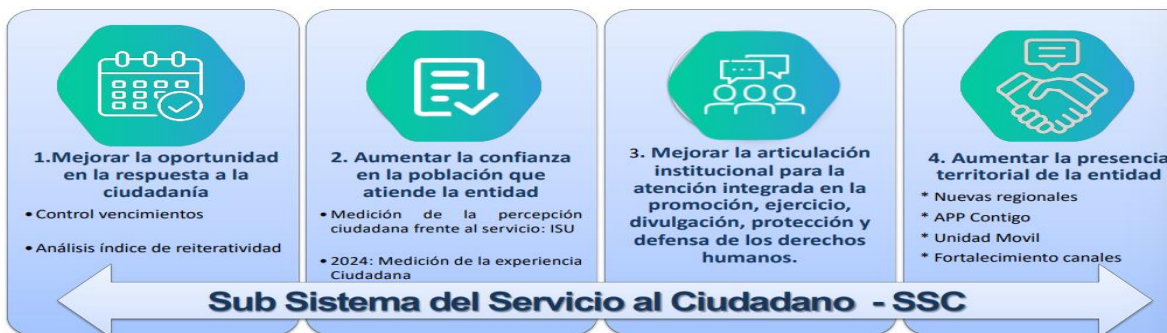 1.Mejorar la oportunidad
en la respuesta a la
ciudadanía
• Control vencimientos
• Análisis índice de reiteratividad
2. Aumentar la confianza
en la población que
atiende la entidad
• Medición de la percepción
ciudadana frente al servicio: ISU
• 2024: Medición de la experiencia
Ciudadana
3. Mejorar la articulación
institucional para la
atención integrada en la
promoción, ejercicio,
divulgación, protección y
defensa de los derechos
humanos.
4. Aumentar la presencia
territorial de la entidad
* Nuevas regionales
* APP Contigo
* Unidad Movil
* Fortalecimiento canales
Sub Sistema del Servicio al Ciudadano - SSC